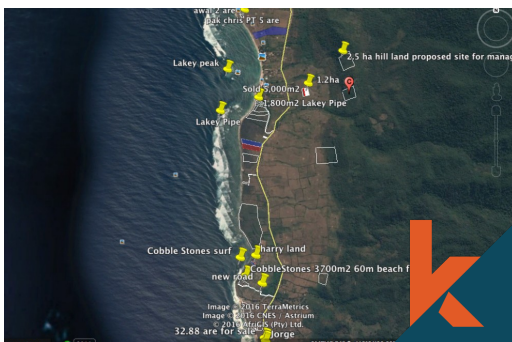 awal 2 are
pak chris PT 5 are
2,5 ha hill land proposed site for manag
Lakey peak
1.2ha
Sold 5,000m2
1,800m2 Lakey Pipe
Lakey Pipe
Cobble Stones surf
harry land
CobbleStones 3700m2 60m beach f
new road
Image © 2016 TerraMetrics
Image © 2016 CNES / Astrium
© 2016 AfriGIS (Pty) Ltd.
32.88 are for sale
Jorge